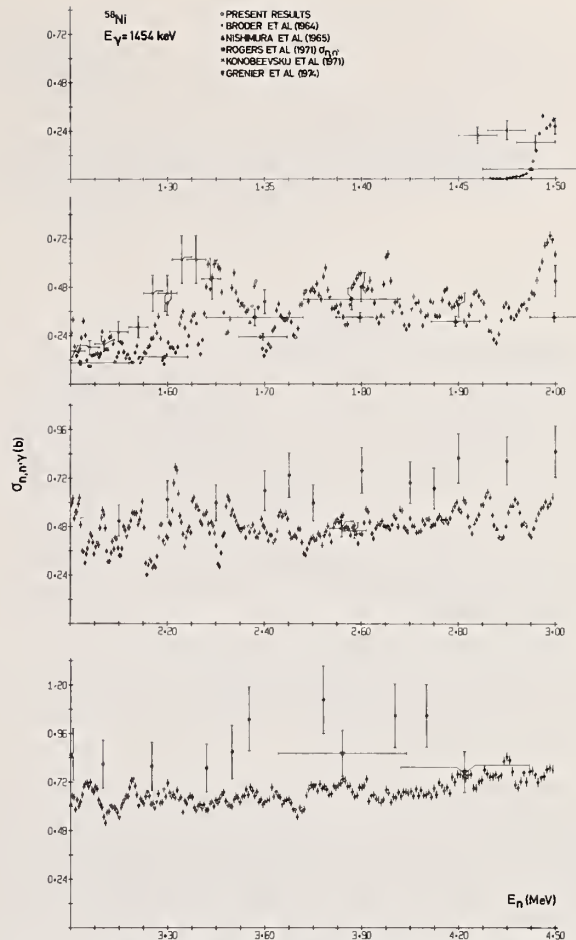 ⁵⁸Ni
Eγ = 1454 keV
PRESENT RESULTS
BRODER ET AL (1964)
NISHIMURA ET AL (1965)
ROGERS ET AL (1971) σn,n'
KONOBEEVSKIJ ET AL (1971)
GRENIER ET AL (1974)
0·72
0·48
0·24
1·30 1·35 1·40 1·45 1·50
0·72
0·48
0·24
1·60 1·70 1·80 1·90 2·00
σn,n'γ (b)
0·96
0·72
0·48
0·24
2·20 2·40 2·60 2·80 3·00
1·20
0·96
0·72
0·48
0·24
En (MeV)
3·30 3·60 3·90 4·20 4·50